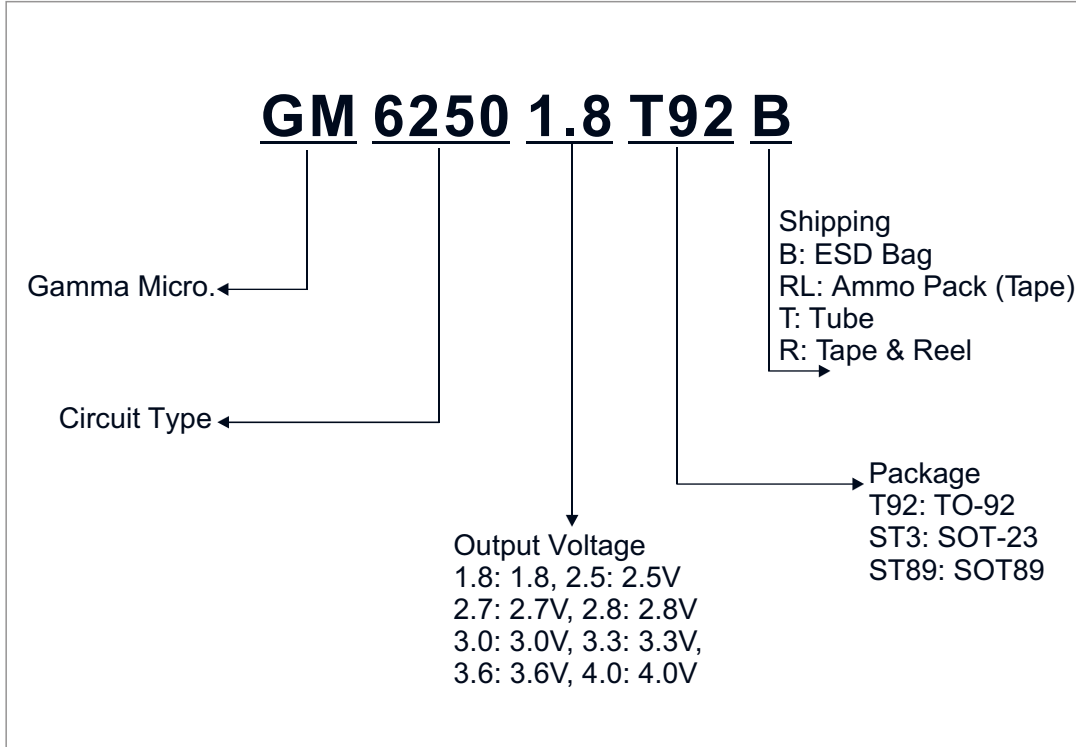 GM 6250 1.8 T92 B
Shipping
B: ESD Bag
RL: Ammo Pack (Tape)
T: Tube
R: Tape & Reel
Gamma Micro.
Circuit Type
Package
T92: TO-92
ST3: SOT-23
ST89: SOT89
Output Voltage
1.8: 1.8, 2.5: 2.5V
2.7: 2.7V, 2.8: 2.8V
3.0: 3.0V, 3.3: 3.3V,
3.6: 3.6V, 4.0: 4.0V